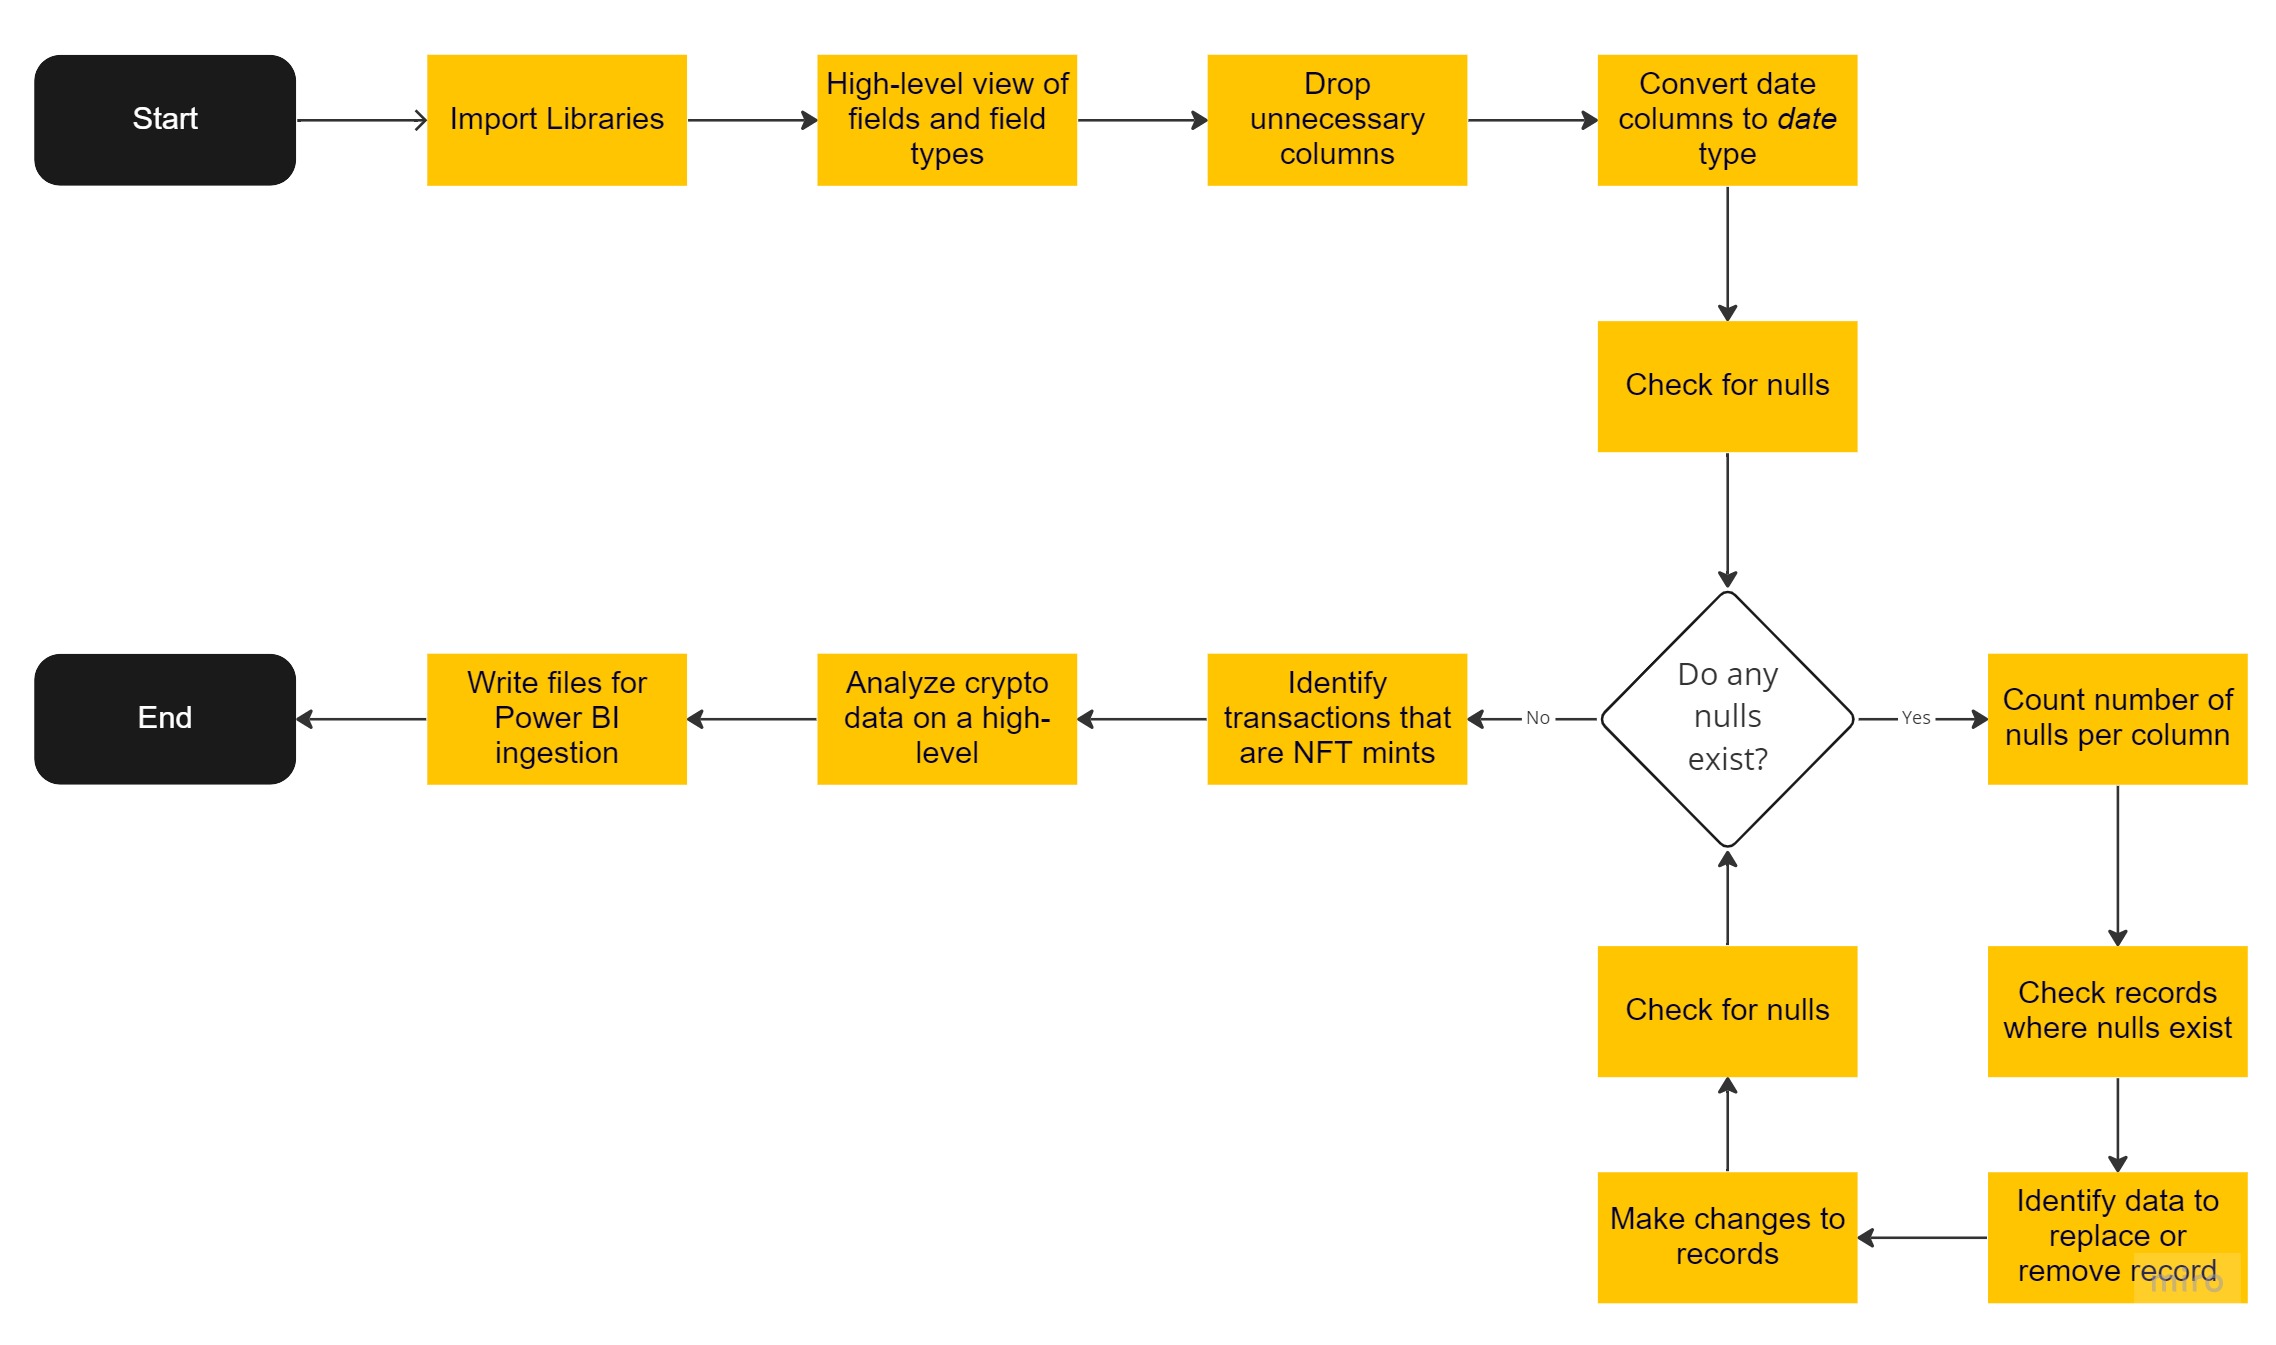 Start
Import Libraries
High-level view of
fields and field
types
Drop
unnecessary
columns
Convert date
columns to date
type
Check for nulls
Do any
nulls
exist?
No
Identify
transactions that
are NFT mints
Analyze crypto
data on a high-
level
Write files for
Power BI
ingestion
End
Yes
Count number of
nulls per column
Check records
where nulls exist
Identify data to
replace or
remove record
Make changes to
records
Check for nulls
miro